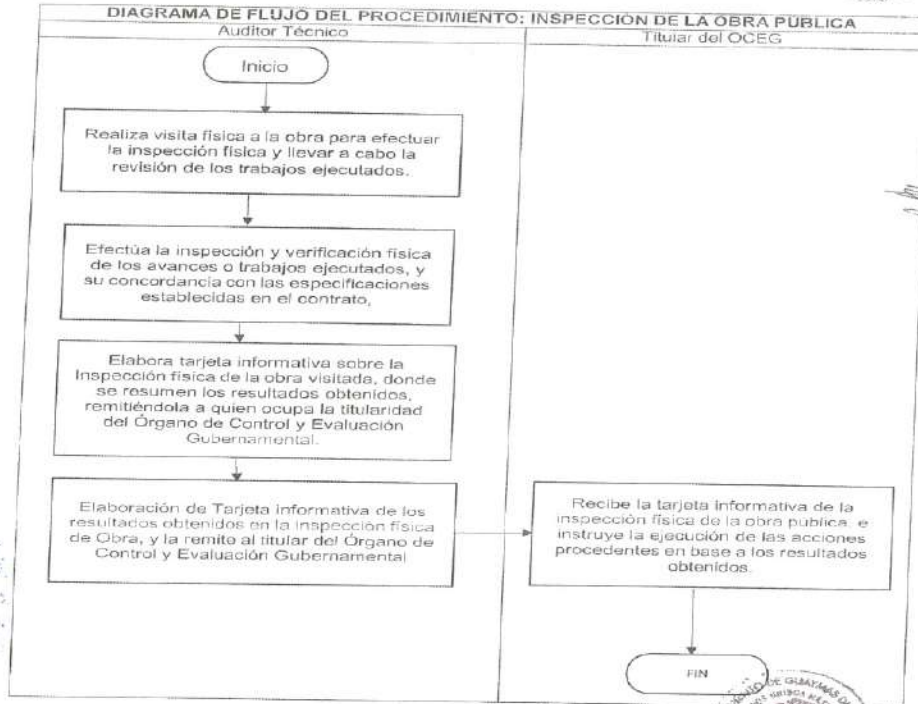 DIAGRAMA DE FLUJO DEL PROCEDIMIENTO: INSPECCIÓN DE LA OBRA PÚBLICA
Auditor Técnico
Titular del OCEG
Inicio
Realiza visita física a la obra para efectuar
la inspección física y llevar a cabo la
revisión de los trabajos ejecutados.
Efectúa la inspección y verificación física
de los avances o trabajos ejecutados, y
su concordancia con las especificaciones
establecidas en el contrato,
Elabora tarjeta informativa sobre la
Inspección física de la obra visitada, donde
se resumen los resultados obtenidos,
remitiéndola a quien ocupa la titularidad
del Órgano de Control y Evaluación
Gubernamental.
Elaboración de Tarjeta informativa de los
resultados obtenidos en la Inspección física
de Obra, y la remite al titular del Órgano de
Control y Evaluación Gubernamental
Recibe la tarjeta informativa de la
inspección física de la obra pública, e
instruye la ejecución de las acciones
procedentes en base a los resultados
obtenidos.
FIN
DE GUAYMAS